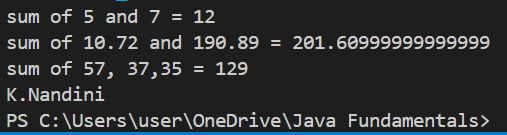 sum of 5 and 7 = 12
sum of 10.72 and 190.89 = 201.60999999999999
sum of 57, 37,35 = 129
K.Nandini
PS C:\Users\user\OneDrive\Java Fundamentals>